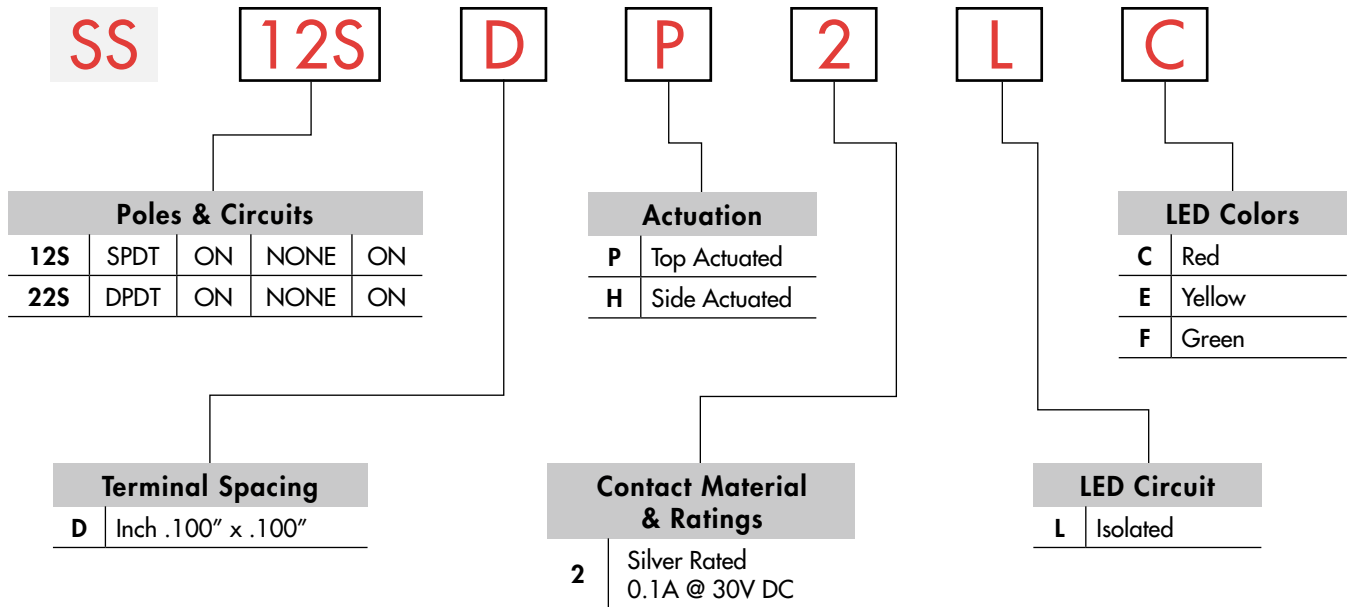 SS 12S D P 2 L C
Poles & Circuits
12S SPDT ON NONE ON
22S DPDT ON NONE ON
Actuation
P Top Actuated
H Side Actuated
LED Colors
C Red
E Yellow
F Green
Terminal Spacing
D Inch .100″ x .100″
Contact Material
& Ratings
2 Silver Rated
0.1A @ 30V DC
LED Circuit
L Isolated